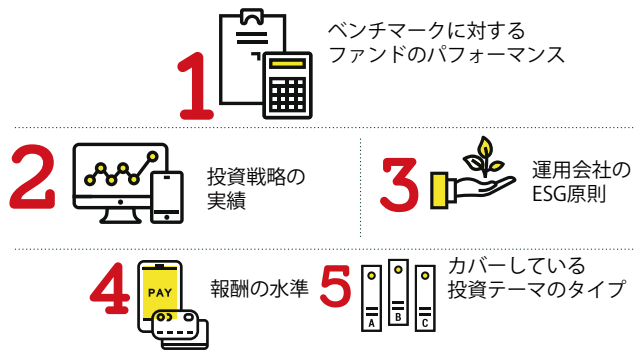 1
ベンチマークに対する
ファンドのパフォーマンス
2
投資戦略の
実績
3
運用会社の
ESG原則
4
PAY
報酬の水準
5
A
B
C
カバーしている
投資テーマのタイプ